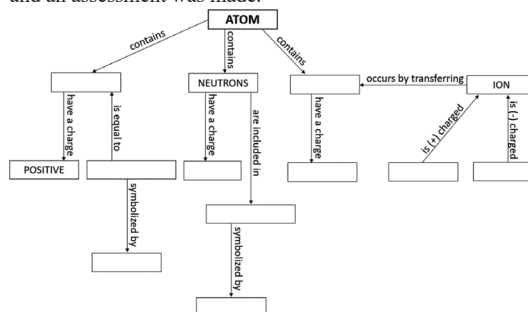 and an assessment was made.
ATOM
contains
contains
contains
NEUTRONS
occurs by transferring
ION
have a charge
is equal to
have a charge
are included in
have a charge
is (+) charged
is (-) charged
POSITIVE
symbolized by
symbolized by